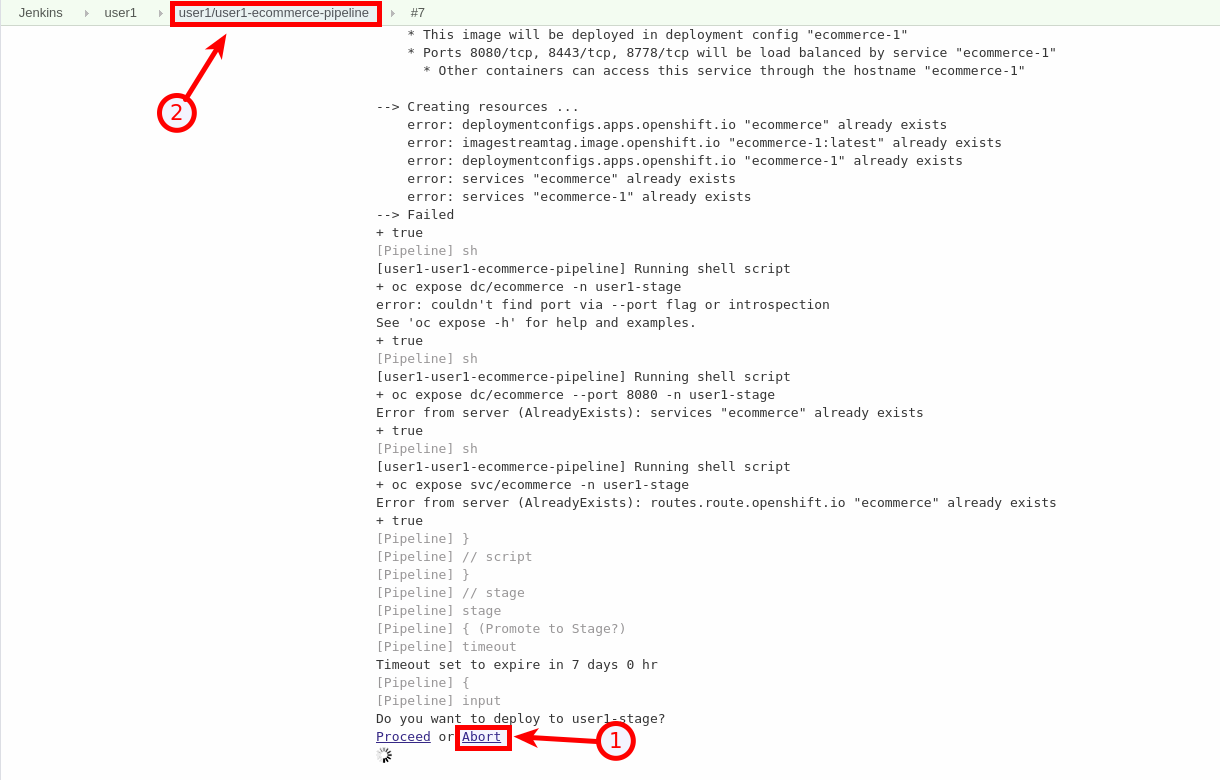 Jenkins user1 user1/user1-ecommerce-pipeline #7
* This image will be deployed in deployment config "ecommerce-1"
* Ports 8080/tcp, 8443/tcp, 8778/tcp will be load balanced by service "ecommerce-1"
* Other containers can access this service through the hostname "ecommerce-1"
2
--> Creating resources ...
error: deploymentconfigs.apps.openshift.io "ecommerce" already exists
error: imagestreamtag.image.openshift.io "ecommerce-1:latest" already exists
error: deploymentconfigs.apps.openshift.io "ecommerce-1" already exists
error: services "ecommerce" already exists
error: services "ecommerce-1" already exists
--> Failed
+ true
[Pipeline] sh
[user1-user1-ecommerce-pipeline] Running shell script
+ oc expose dc/ecommerce -n user1-stage
error: couldn't find port via --port flag or introspection
See 'oc expose -h' for help and examples.
+ true
[Pipeline] sh
[user1-user1-ecommerce-pipeline] Running shell script
+ oc expose dc/ecommerce --port 8080 -n user1-stage
Error from server (AlreadyExists): services "ecommerce" already exists
+ true
[Pipeline] sh
[user1-user1-ecommerce-pipeline] Running shell script
+ oc expose svc/ecommerce -n user1-stage
Error from server (AlreadyExists): routes.route.openshift.io "ecommerce" already exists
+ true
[Pipeline] }
[Pipeline] // script
[Pipeline] }
[Pipeline] // stage
[Pipeline] stage
[Pipeline] { (Promote to Stage?)
[Pipeline] timeout
Timeout set to expire in 7 days 0 hr
[Pipeline] {
[Pipeline] input
Do you want to deploy to user1-stage?
Proceed or Abort
1